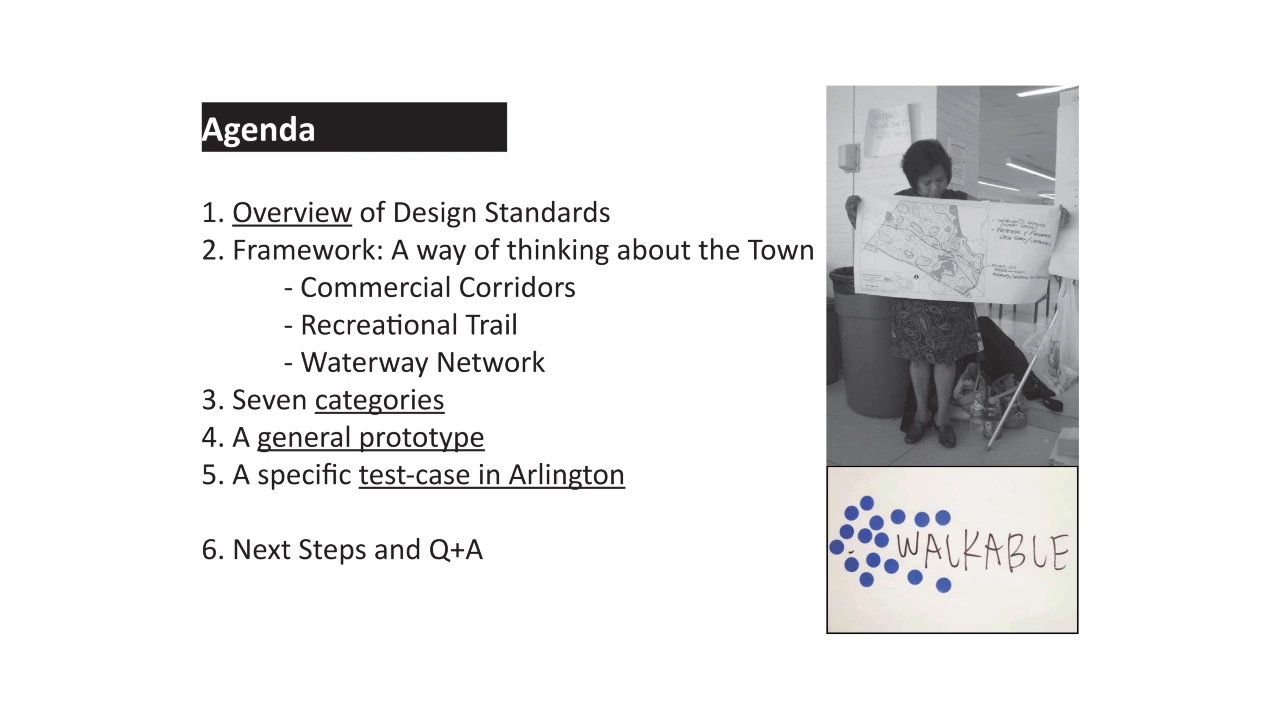 Agenda
1. Overview of Design Standards
2. Framework: A way of thinking about the Town
- Commercial Corridors
- Recreational Trail
- Waterway Network
3. Seven categories
4. A general prototype
5. A specific test-case in Arlington
6. Next Steps and Q+A
WALKABLE